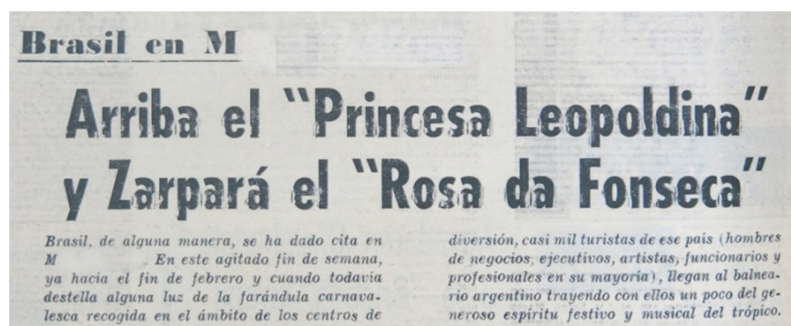 Brasil en M
Arriba el "Princesa Leopoldina"
y Zarpará el "Rosa da Fonseca"
Brasil, de alguna manera, se ha dado cita en
M . En este agitado fin de semana,
ya hacia el fin de febrero y cuando todavía
destella alguna luz de la farándula carnava-
lesca recogida en el ámbito de los centros de
diversión, casi mil turistas de ese país (hombres
de negocios, ejecutivos, artistas, funcionarios y
profesionales en su mayoría), llegan al balnea-
rio argentino trayendo con ellos un poco del ge-
neroso espíritu festivo y musical del trópico.